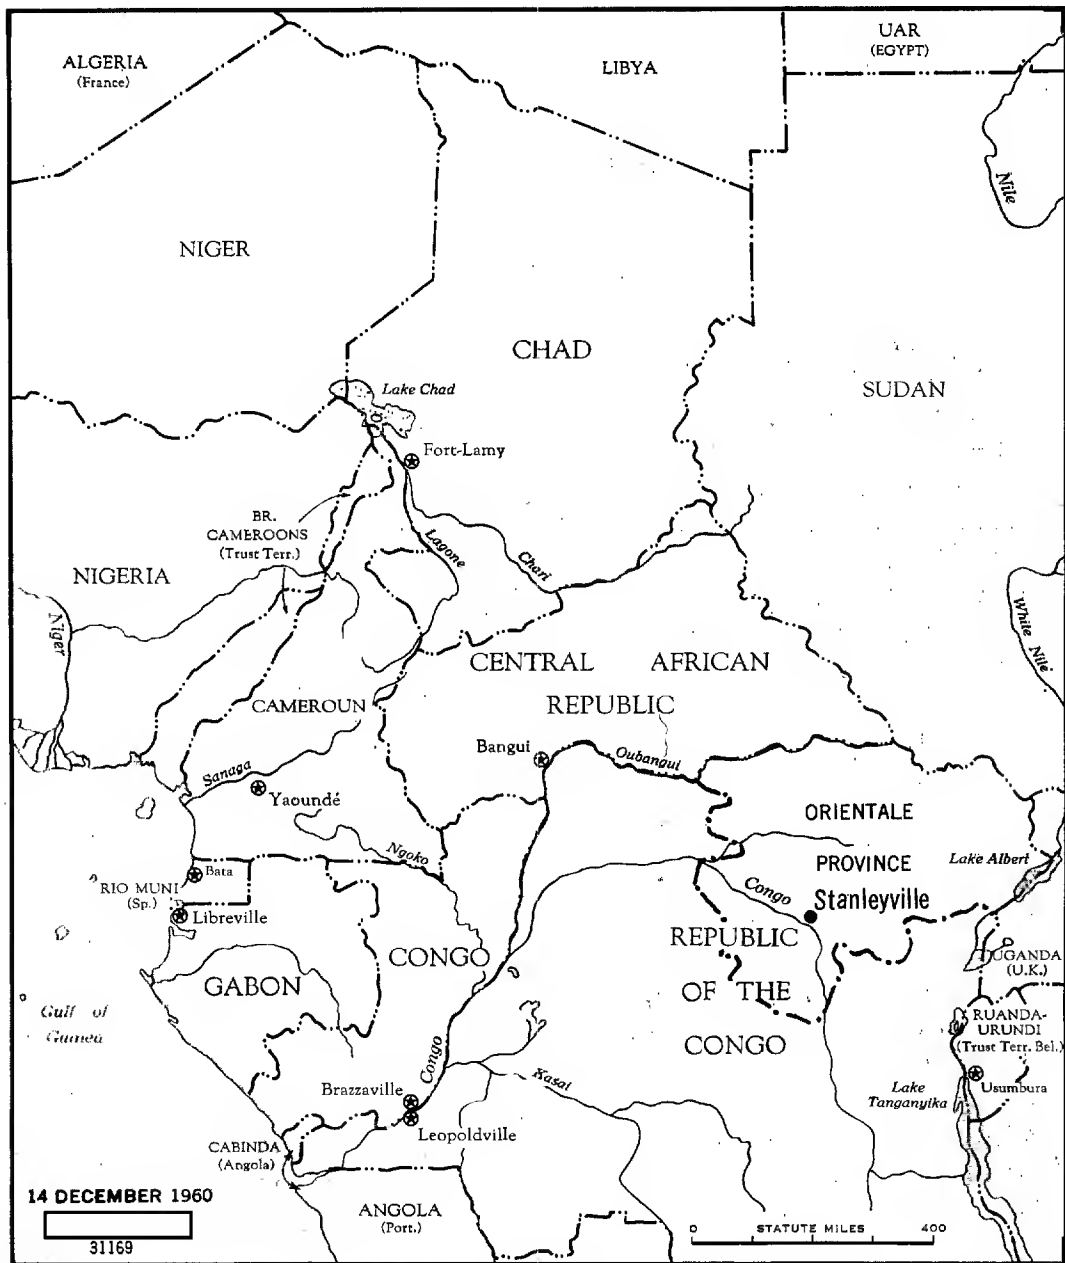 ALGERIA
(France)
LIBYA
UAR
(EGYPT)
Nile
NIGER
CHAD
SUDAN
Lake Chad
Fort-Lamy
BR.
CAMEROONS
(Trust Terr.)
Lagone
Chari
NIGERIA
Niger
White
Nile
CENTRAL AFRICAN
REPUBLIC
CAMEROUN
Bangui
Oubangui
Sanaga
Yaoundé
ORIENTALE
PROVINCE
Lake Albert
Ngoko
Bata
RIO MUNI
(Sp.)
Libreville
Congo
Stanleyville
CONGO
REPUBLIC
OF THE
CONGO
UGANDA
(U.K.)
GABON
Gulf of
Guinea
RUANDA-
URUNDI
(Trust Terr. Bel.)
Usumbura
Congo
Kasai
Brazzaville
Leopoldville
Lake
Tanganyika
CABINDA
(Angola)
ANGOLA
(Port.)
14 DECEMBER 1960
31169
0 STATUTE MILES 400